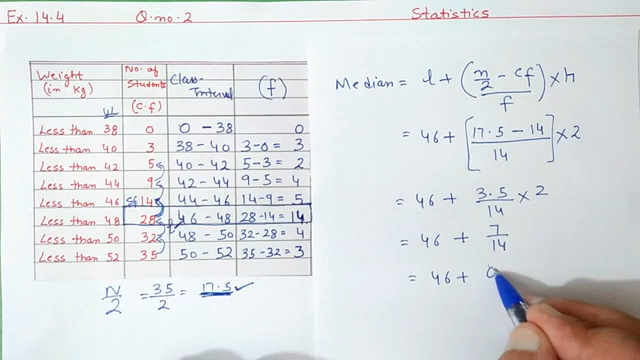 Ex. 14.4 Q.no.2 Statistics
Weight (in kg) No. of Students (c.f) Class-Interval (f)
Less than 38 0 0 - 38 0
Less than 40 3 38 - 40 3-0 = 3
Less than 42 5 40 - 42 5-3 = 2
Less than 44 9 42 - 44 9-5 = 4
Less than 46 14 44 - 46 14-9 = 5
Less than 48 28 46 - 48 28-14 = 14
Less than 50 32 48 - 50 32-28 = 4
Less than 52 35 50 - 52 35-32 = 3
N/2 = 35/2 = 17.5 ✓
Median = l + (n/2 - cf / f) × h
= 46 + [17.5 - 14 / 14] × 2
= 46 + 3.5/14 × 2
= 46 + 7/14
= 46 + 0